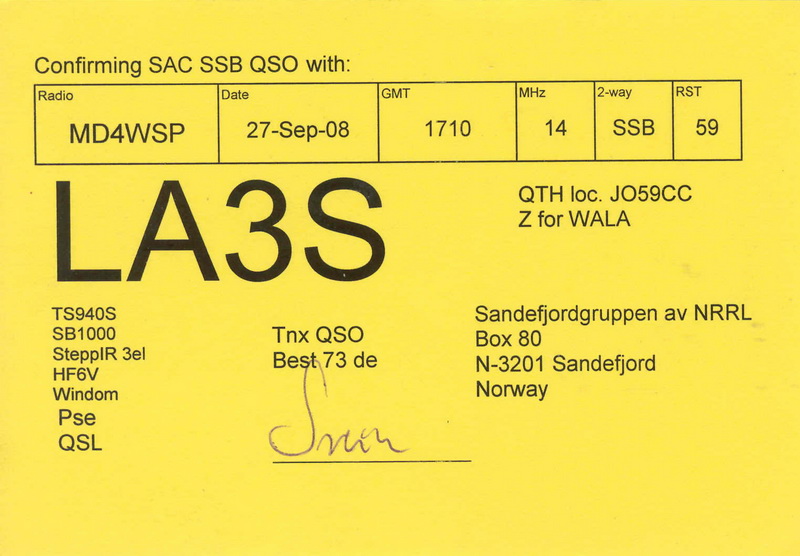 Confirming SAC SSB QSO with:
Radio Date GMT MHz 2-way RST
MD4WSP 27-Sep-08 1710 14 SSB 59
LA3S
QTH loc. JO59CC
Z for WALA
TS940S
SB1000
SteppIR 3el
HF6V
Windom
Pse
QSL
Tnx QSO
Best 73 de
Svein
Sandefjordgruppen av NRRL
Box 80
N-3201 Sandefjord
Norway